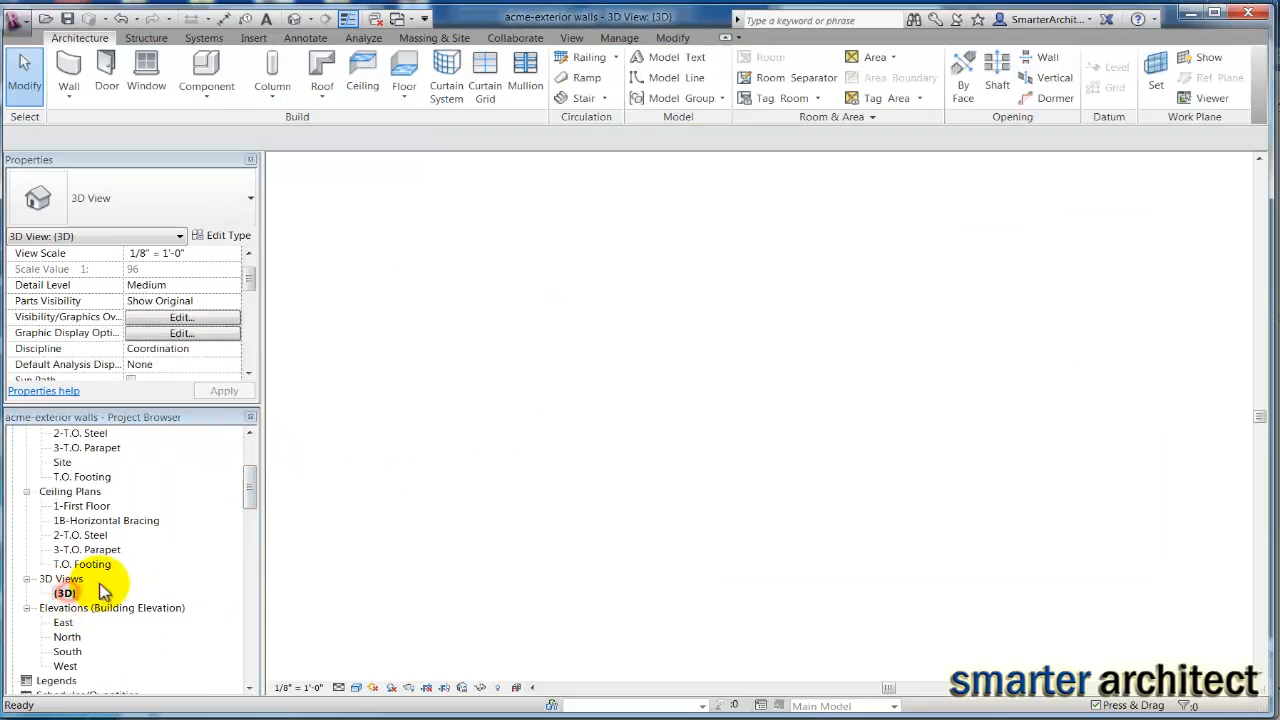 acme-exterior walls - 3D View: {3D}
Type a keyword or phrase
SmarterArchit...
Architecture Structure Systems Insert Annotate Analyze Massing & Site Collaborate View Manage Modify
Modify
Wall
Door
Window
Component
Column
Roof
Ceiling
Floor
Curtain System
Curtain Grid
Mullion
Railing
Ramp
Stair
Model Text
Model Line
Model Group
Room
Room Separator
Tag Room
Area
Area Boundary
Tag Area
By Face
Shaft
Wall
Vertical
Dormer
Level
Grid
Set
Show
Ref Plane
Viewer
Select
Build
Circulation
Model
Room & Area
Opening
Datum
Work Plane
Properties
3D View
3D View: {3D}
Edit Type
View Scale 1/8" = 1'-0"
Scale Value 1: 96
Detail Level Medium
Parts Visibility Show Original
Visibility/Graphics Ov... Edit...
Graphic Display Opti... Edit...
Discipline Coordination
Default Analysis Disp... None
Sun Path
Properties help
Apply
acme-exterior walls - Project Browser
2-T.O. Steel
3-T.O. Parapet
Site
T.O. Footing
Ceiling Plans
1-First Floor
1B-Horizontal Bracing
2-T.O. Steel
3-T.O. Parapet
T.O. Footing
3D Views
{3D}
Elevations (Building Elevation)
East
North
South
West
Legends
Schedules/Quantities
1/8" = 1'-0"
smarter architect
Ready
:0
Main Model
Press & Drag
:0